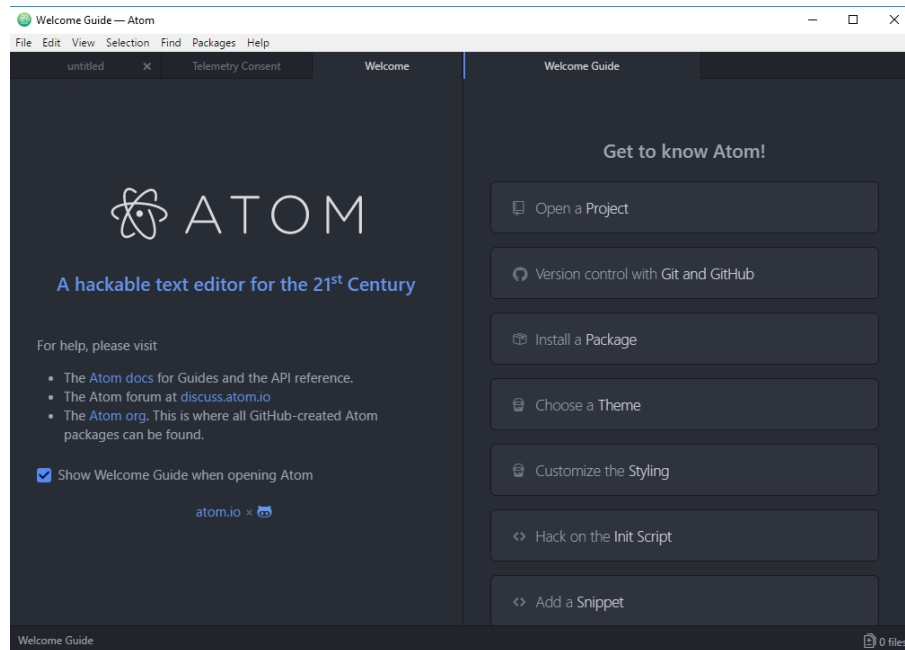 Welcome Guide — Atom
File Edit View Selection Find Packages Help
untitled Telemetry Consent Welcome
Welcome Guide
ATOM
A hackable text editor for the 21st Century
For help, please visit
• The Atom docs for Guides and the API reference.
• The Atom forum at discuss.atom.io
• The Atom org. This is where all GitHub-created Atom
packages can be found.
Show Welcome Guide when opening Atom
atom.io ×
Get to know Atom!
Open a Project
Version control with Git and GitHub
Install a Package
Choose a Theme
Customize the Styling
Hack on the Init Script
Add a Snippet
Welcome Guide
0 files